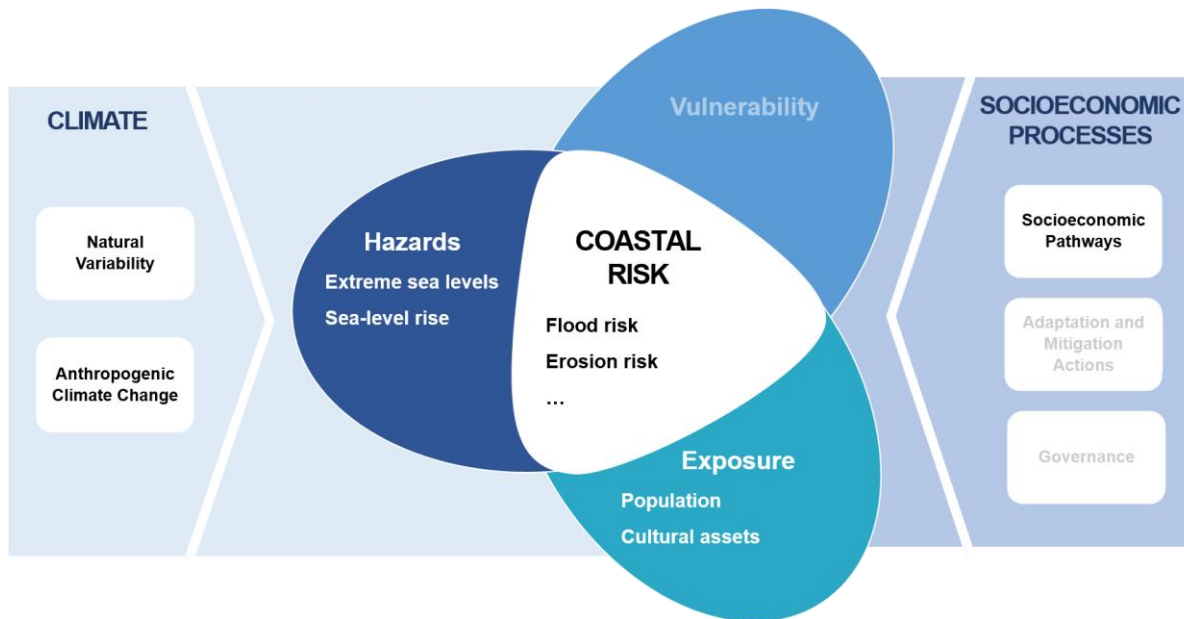 CLIMATE
Natural
Variability
Anthropogenic
Climate Change
Hazards
Extreme sea levels
Sea-level rise
Vulnerability
COASTAL
RISK
Flood risk
Erosion risk
...
Exposure
Population
Cultural assets
SOCIOECONOMIC
PROCESSES
Socioeconomic
Pathways
Adaptation and
Mitigation
Actions
Governance